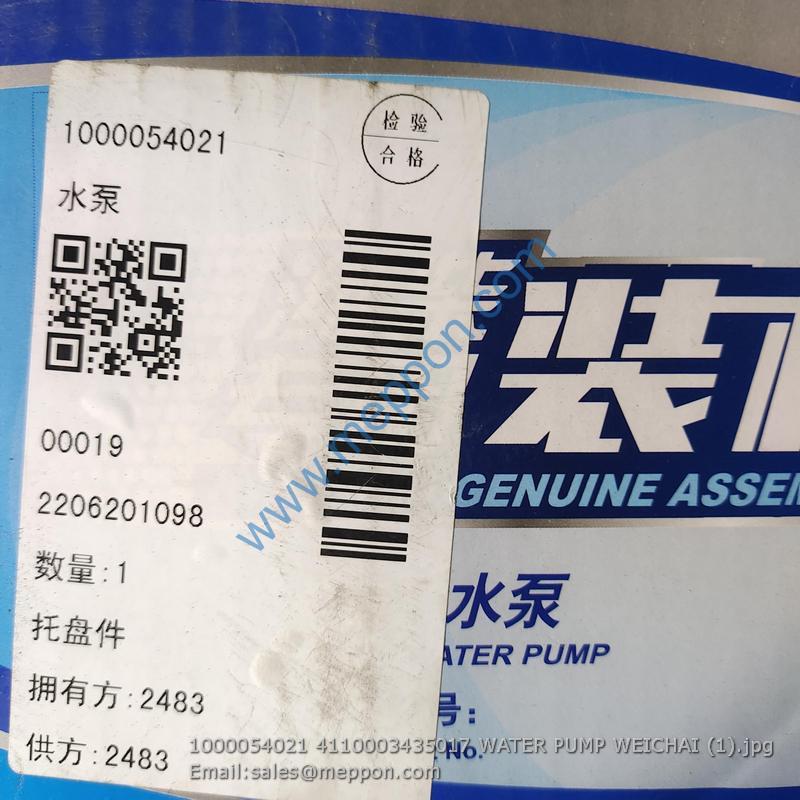 1000054021
检验
合格
水泵
00019
2206201098
数量:1
托盘件
拥有方:2483
供方:2483
装
GENUINE ASSEM
水泵
ATER PUMP
号:
No.
www.meppon.com
1000054021 4110003435017 WATER PUMP WEICHAI (1).jpg
Email:sales@meppon.com